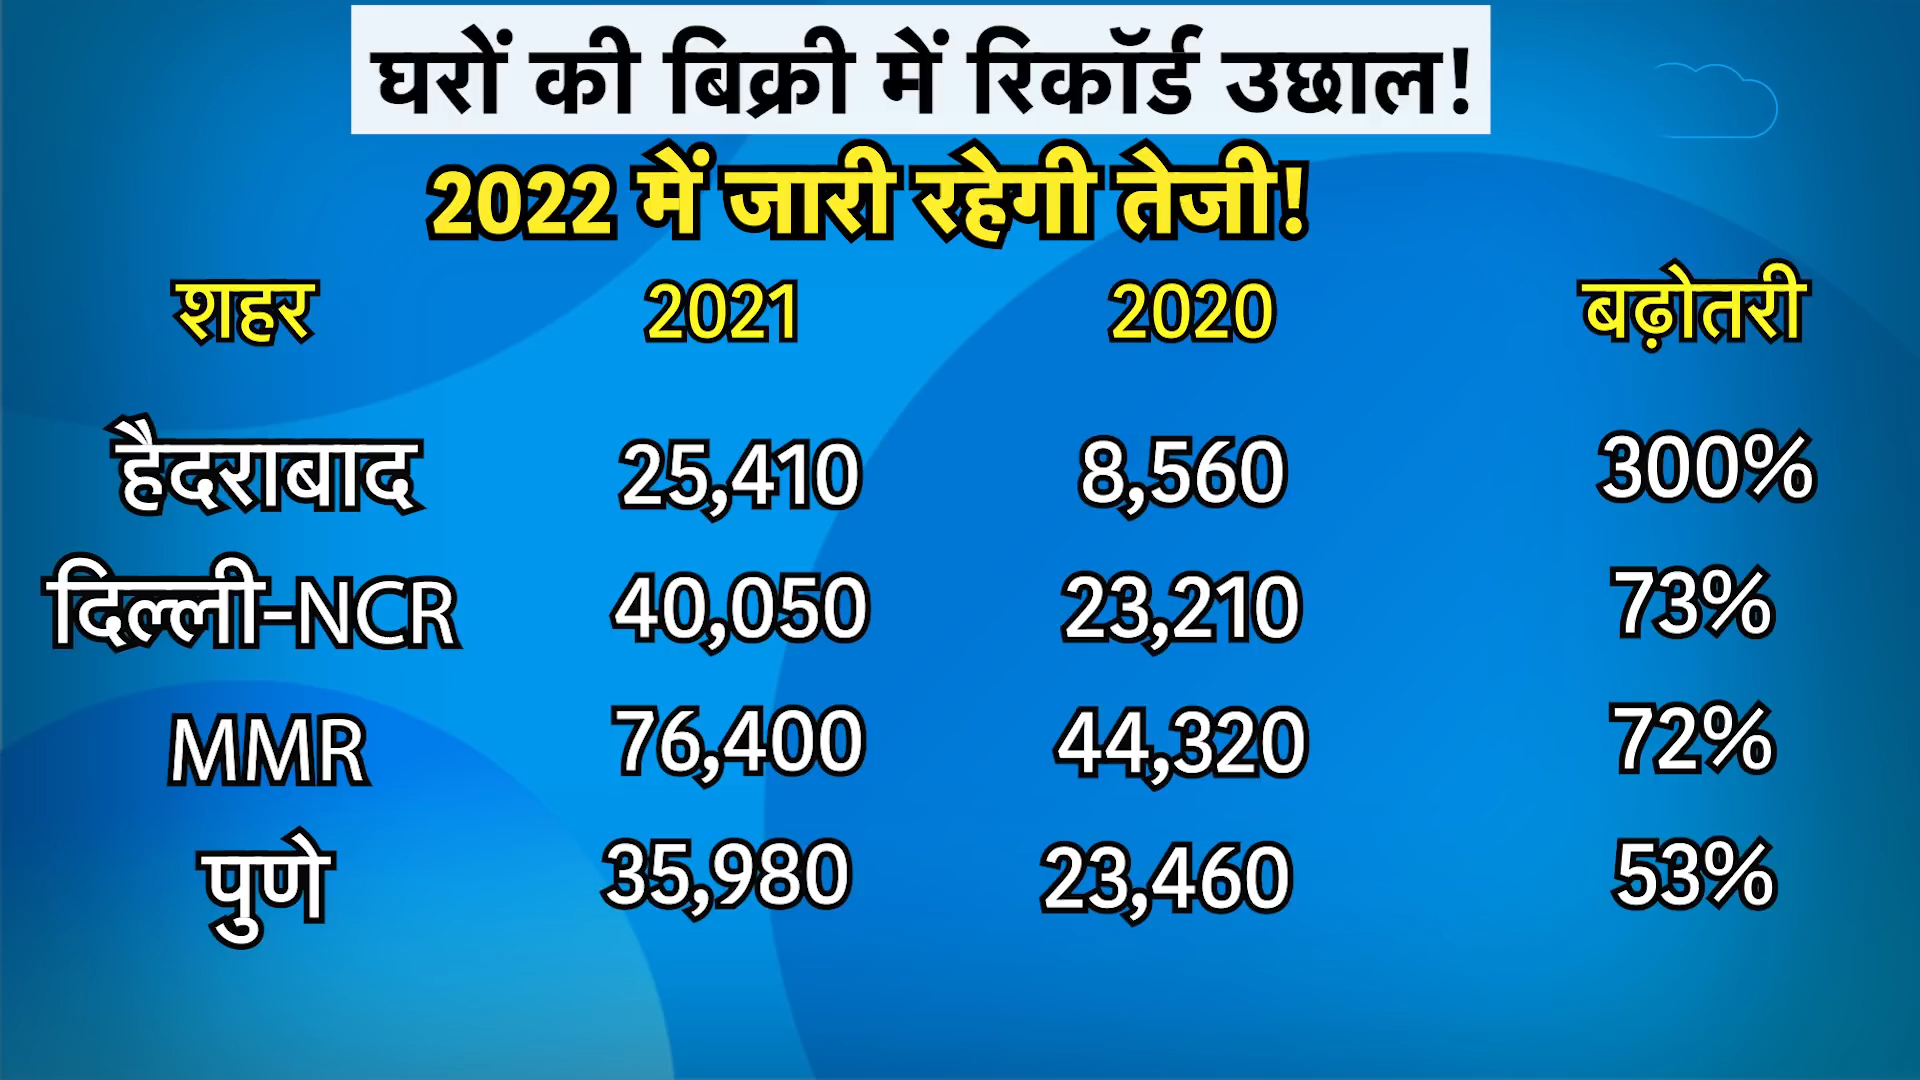 घरों की बिक्री में रिकॉर्ड उछाल!
2022 में जारी रहेगी तेजी!
शहर 2021 2020 बढ़ोतरी
हैदराबाद 25,410 8,560 300%
दिल्ली-NCR 40,050 23,210 73%
MMR 76,400 44,320 72%
पुणे 35,980 23,460 53%